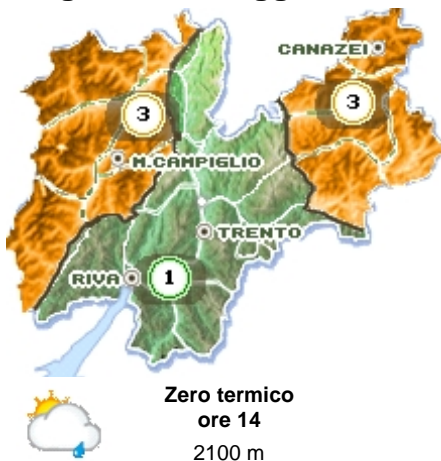 CANAZEI
3
3
M.CAMPIGLIO
TRENTO
RIVA
1
Zero termico
ore 14
2100 m